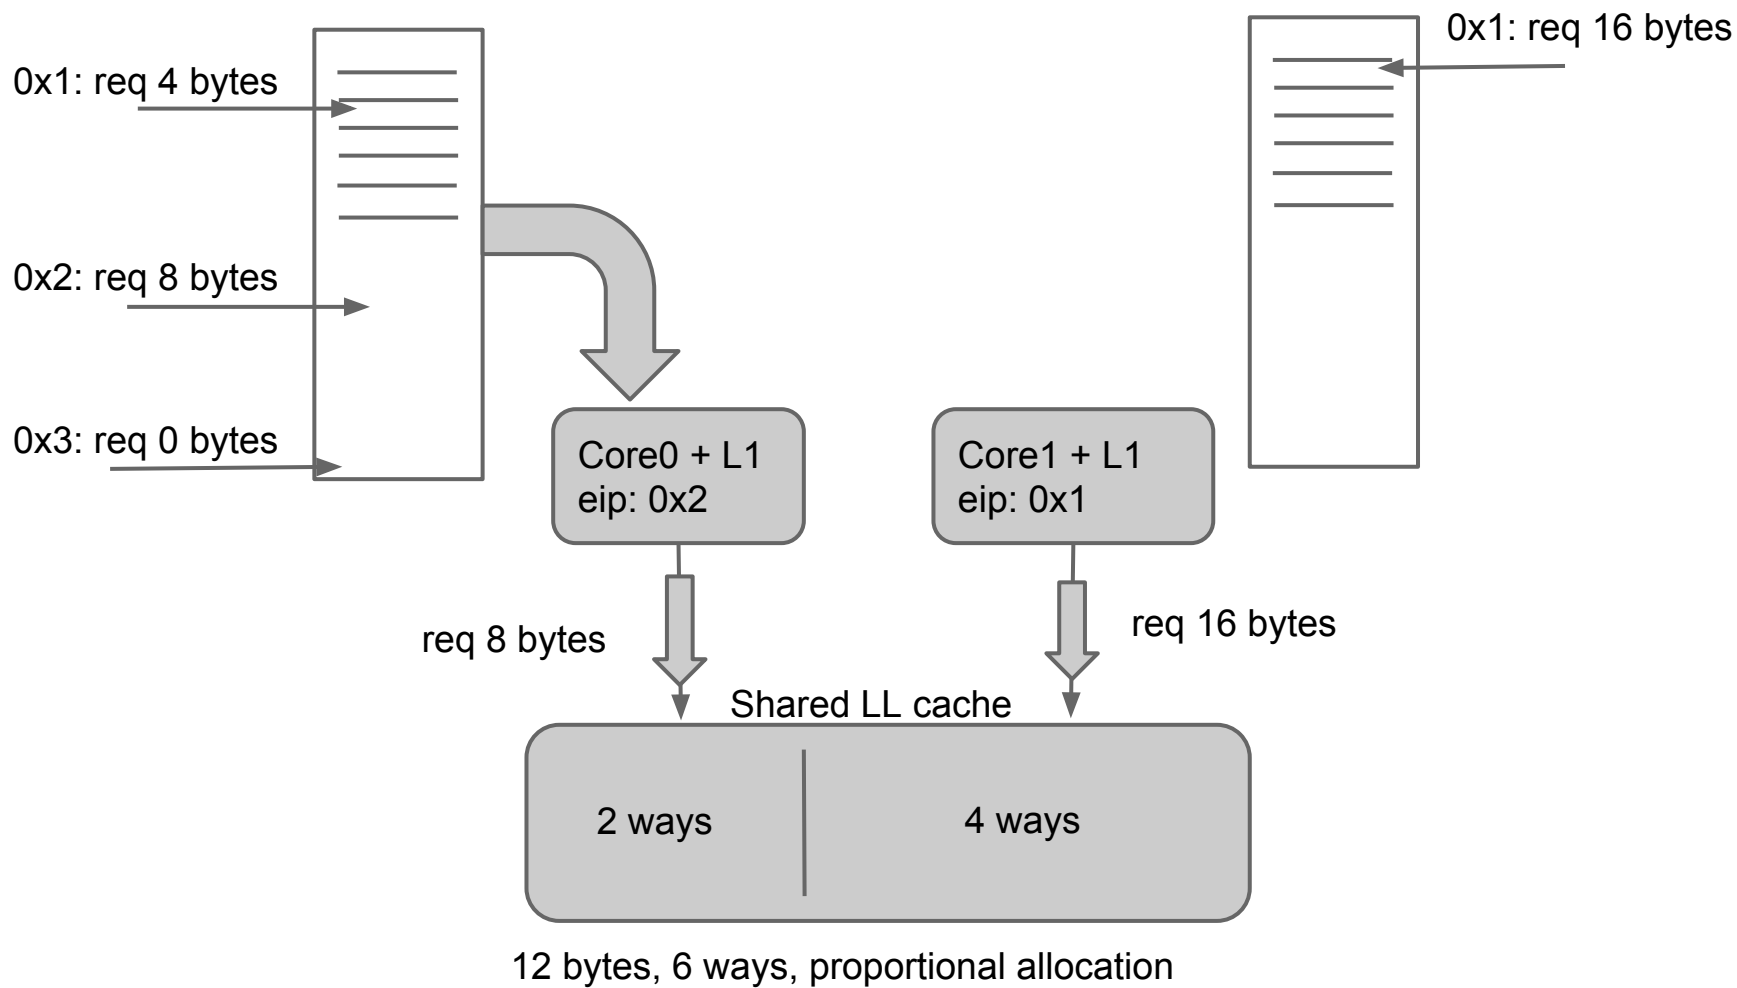 0x1: req 16 bytes
0x1: req 4 bytes
0x2: req 8 bytes
0x3: req 0 bytes
Core0 + L1
eip: 0x2
Core1 + L1
eip: 0x1
req 8 bytes
req 16 bytes
Shared LL cache
2 ways
4 ways
12 bytes, 6 ways, proportional allocation